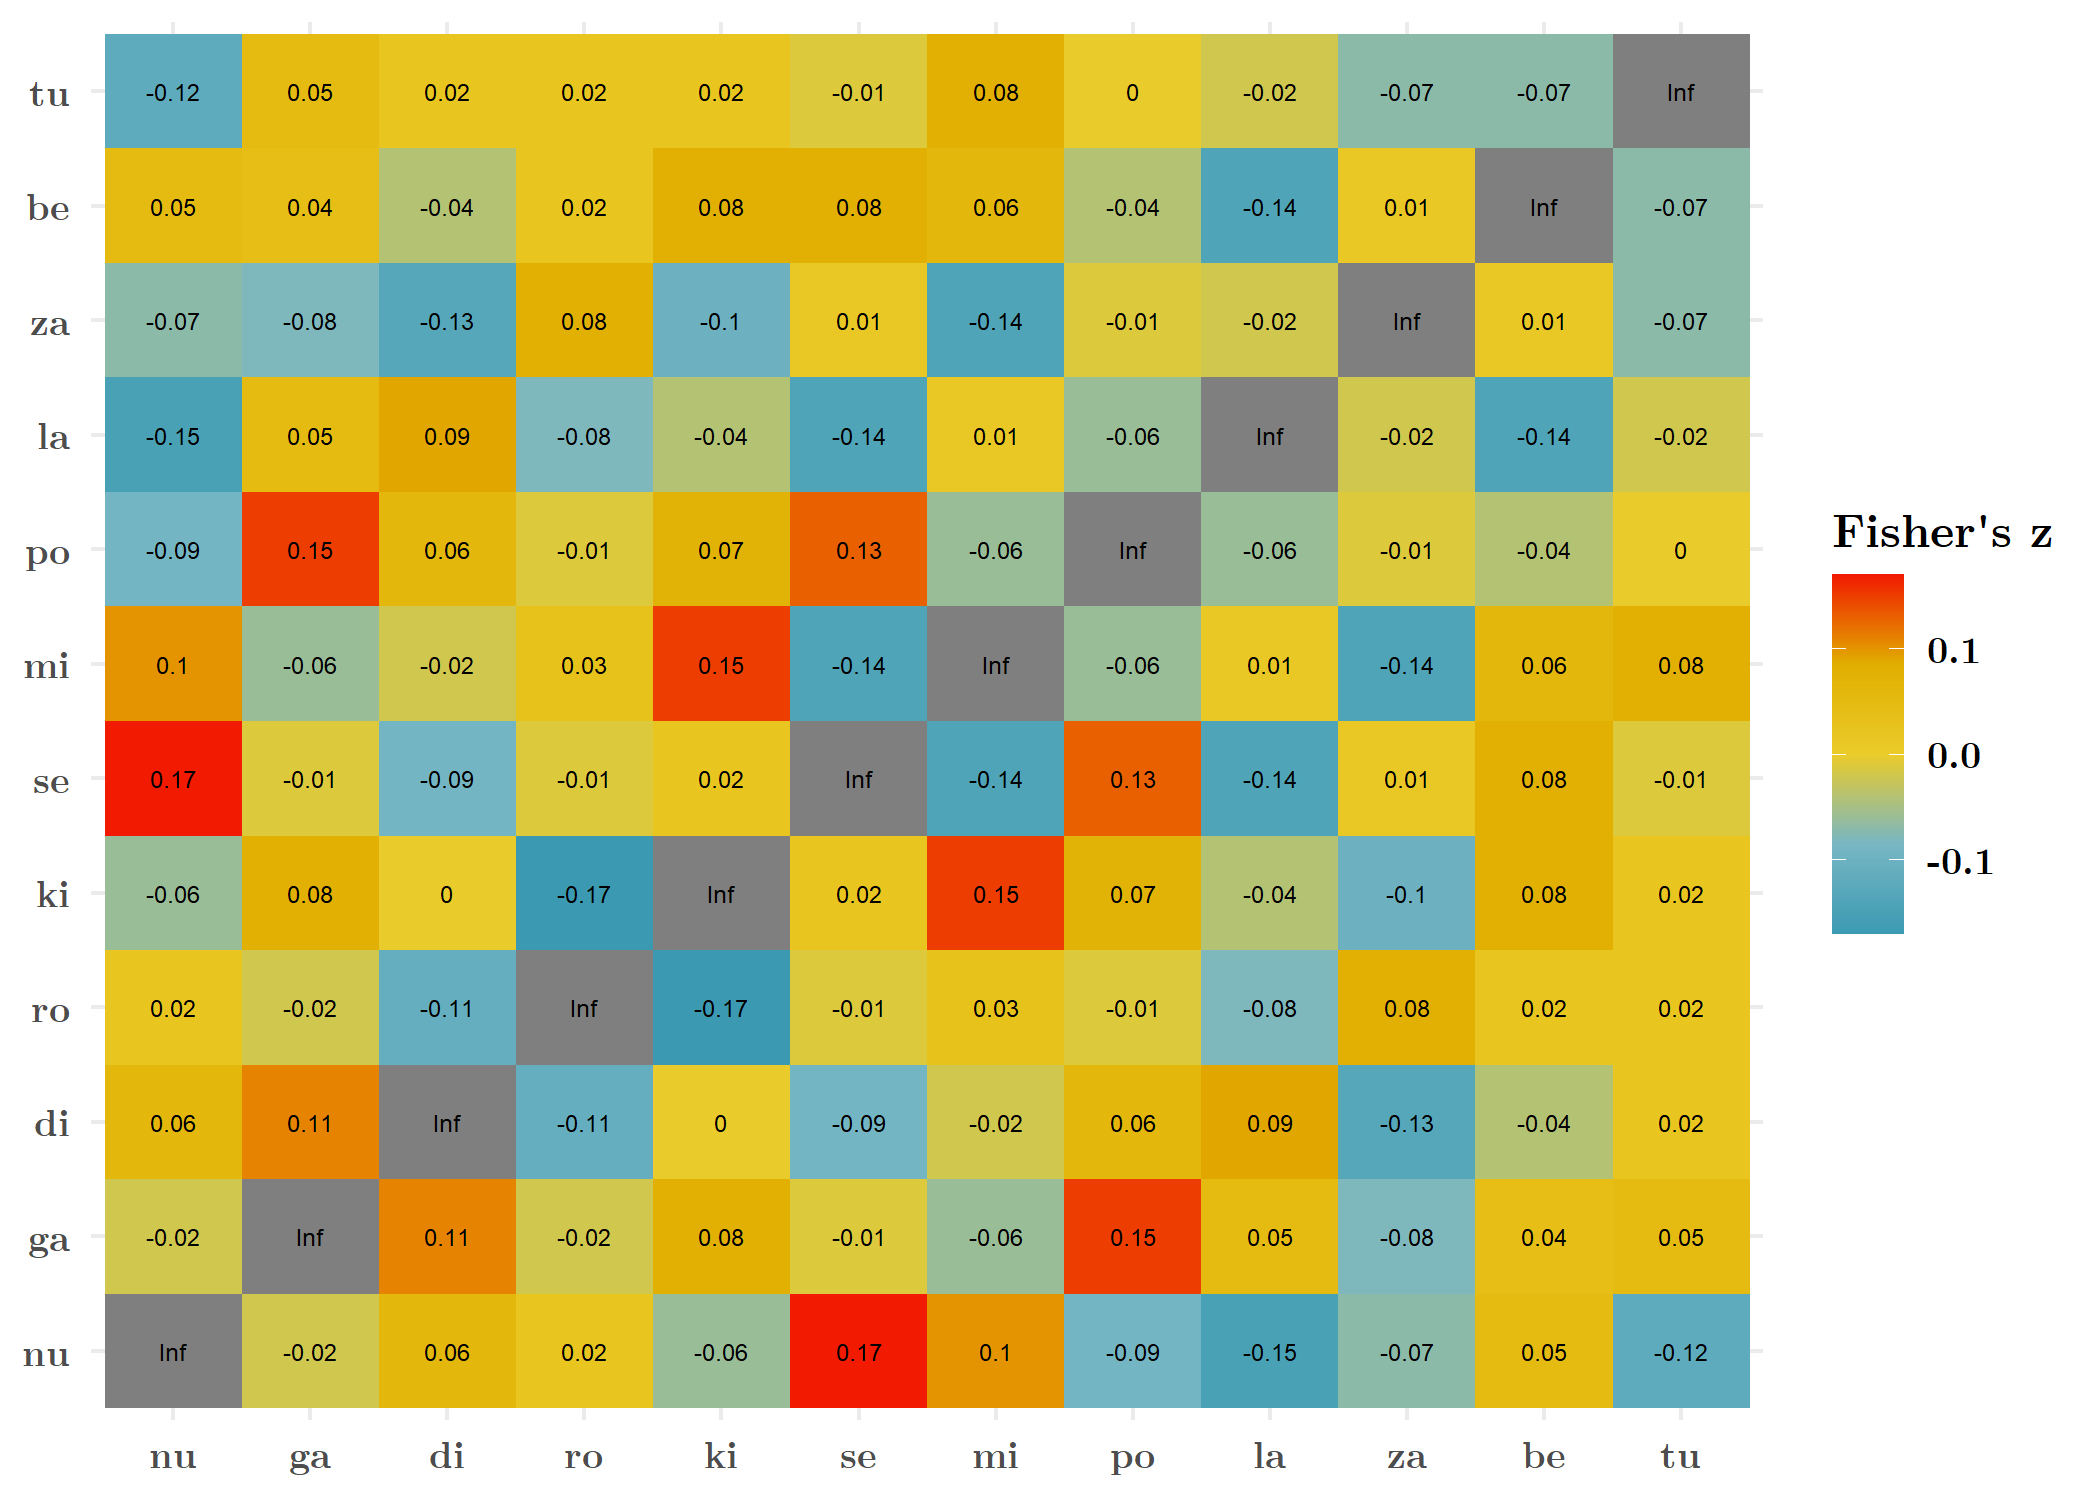 tu -0.12 0.05 0.02 0.02 0.02 -0.01 0.08 0 -0.02 -0.07 -0.07 Inf
be 0.05 0.04 -0.04 0.02 0.08 0.08 0.06 -0.04 -0.14 0.01 Inf -0.07
za -0.07 -0.08 -0.13 0.08 -0.1 0.01 -0.14 -0.01 -0.02 Inf 0.01 -0.07
la -0.15 0.05 0.09 -0.08 -0.04 -0.14 0.01 -0.06 Inf -0.02 -0.14 -0.02
po -0.09 0.15 0.06 -0.01 0.07 0.13 -0.06 Inf -0.06 -0.01 -0.04 0
mi 0.1 -0.06 -0.02 0.03 0.15 -0.14 Inf -0.06 0.01 -0.14 0.06 0.08
se 0.17 -0.01 -0.09 -0.01 0.02 Inf -0.14 0.13 -0.14 0.01 0.08 -0.01
ki -0.06 0.08 0 -0.17 Inf 0.02 0.15 0.07 -0.04 -0.1 0.08 0.02
ro 0.02 -0.02 -0.11 Inf -0.17 -0.01 0.03 -0.01 -0.08 0.08 0.02 0.02
di 0.06 0.11 Inf -0.11 0 -0.09 -0.02 0.06 0.09 -0.13 -0.04 0.02
ga -0.02 Inf 0.11 -0.02 0.08 -0.01 -0.06 0.15 0.05 -0.08 0.04 0.05
nu Inf -0.02 0.06 0.02 -0.06 0.17 0.1 -0.09 -0.15 -0.07 0.05 -0.12
nu ga di ro ki se mi po la za be tu
Fisher's z
0.1
0.0
-0.1